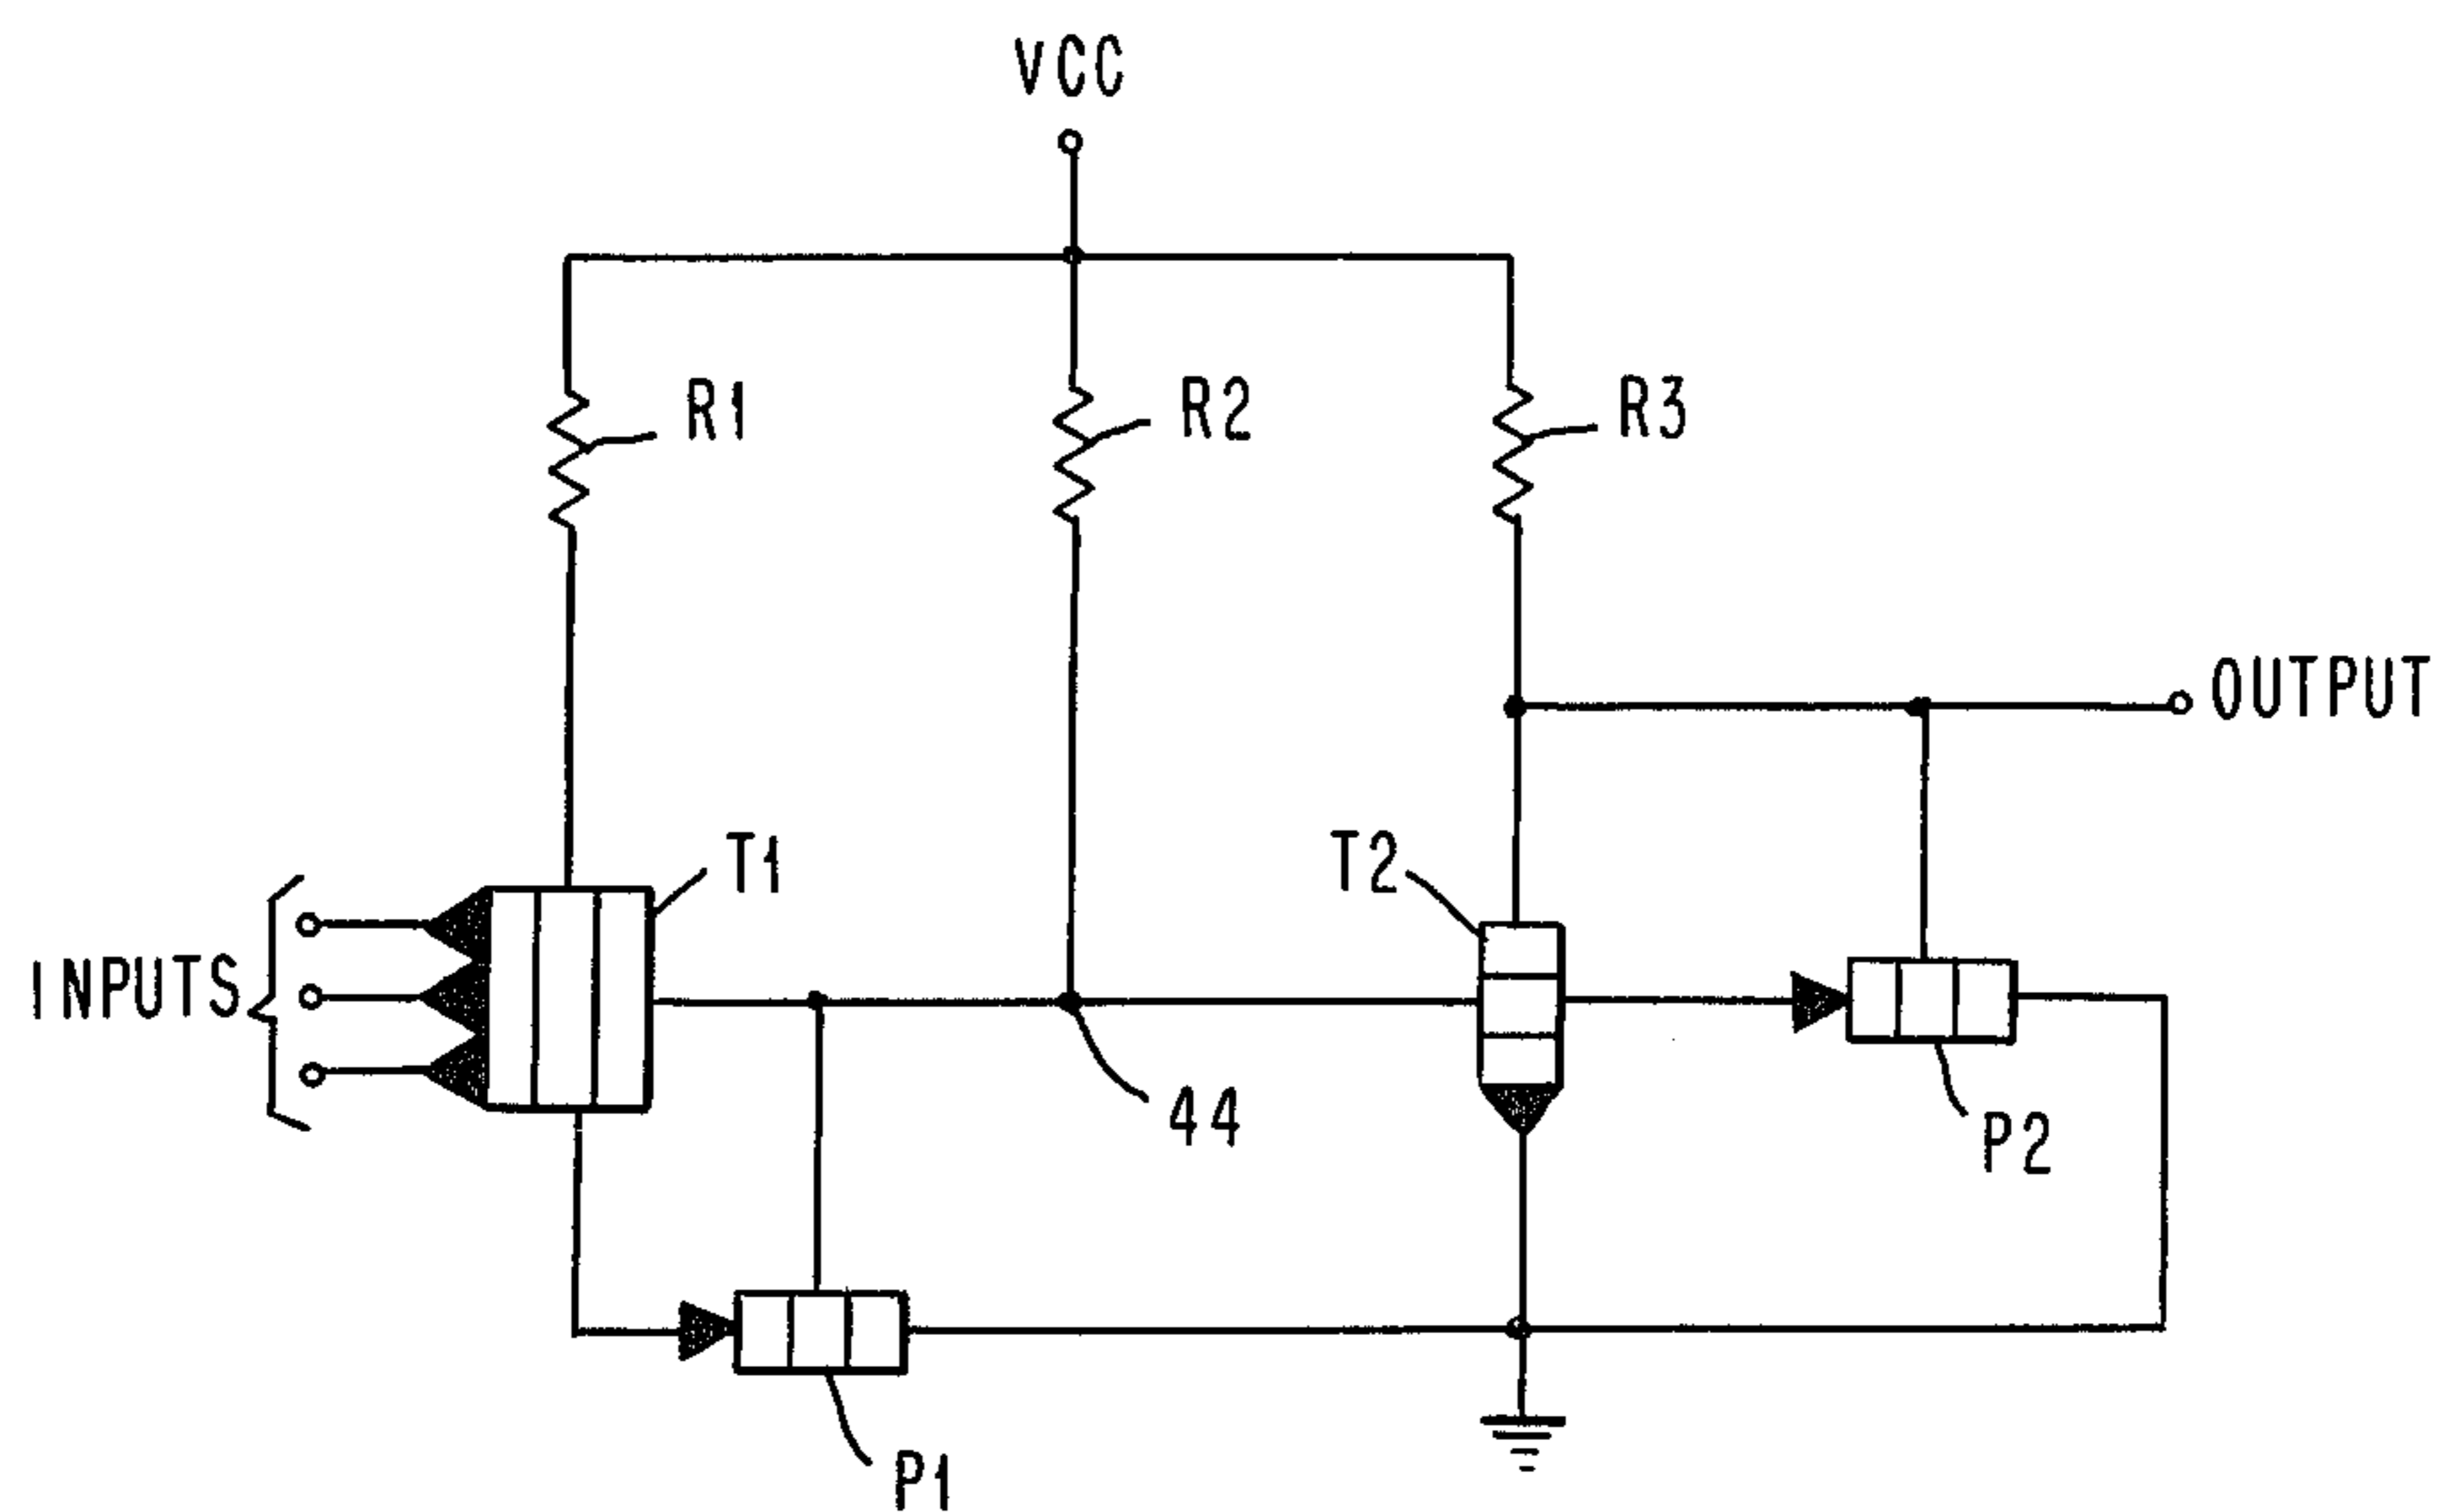 VCC
R1
R2
R3
OUTPUT
T1
T2
INPUTS
44
P2
P1